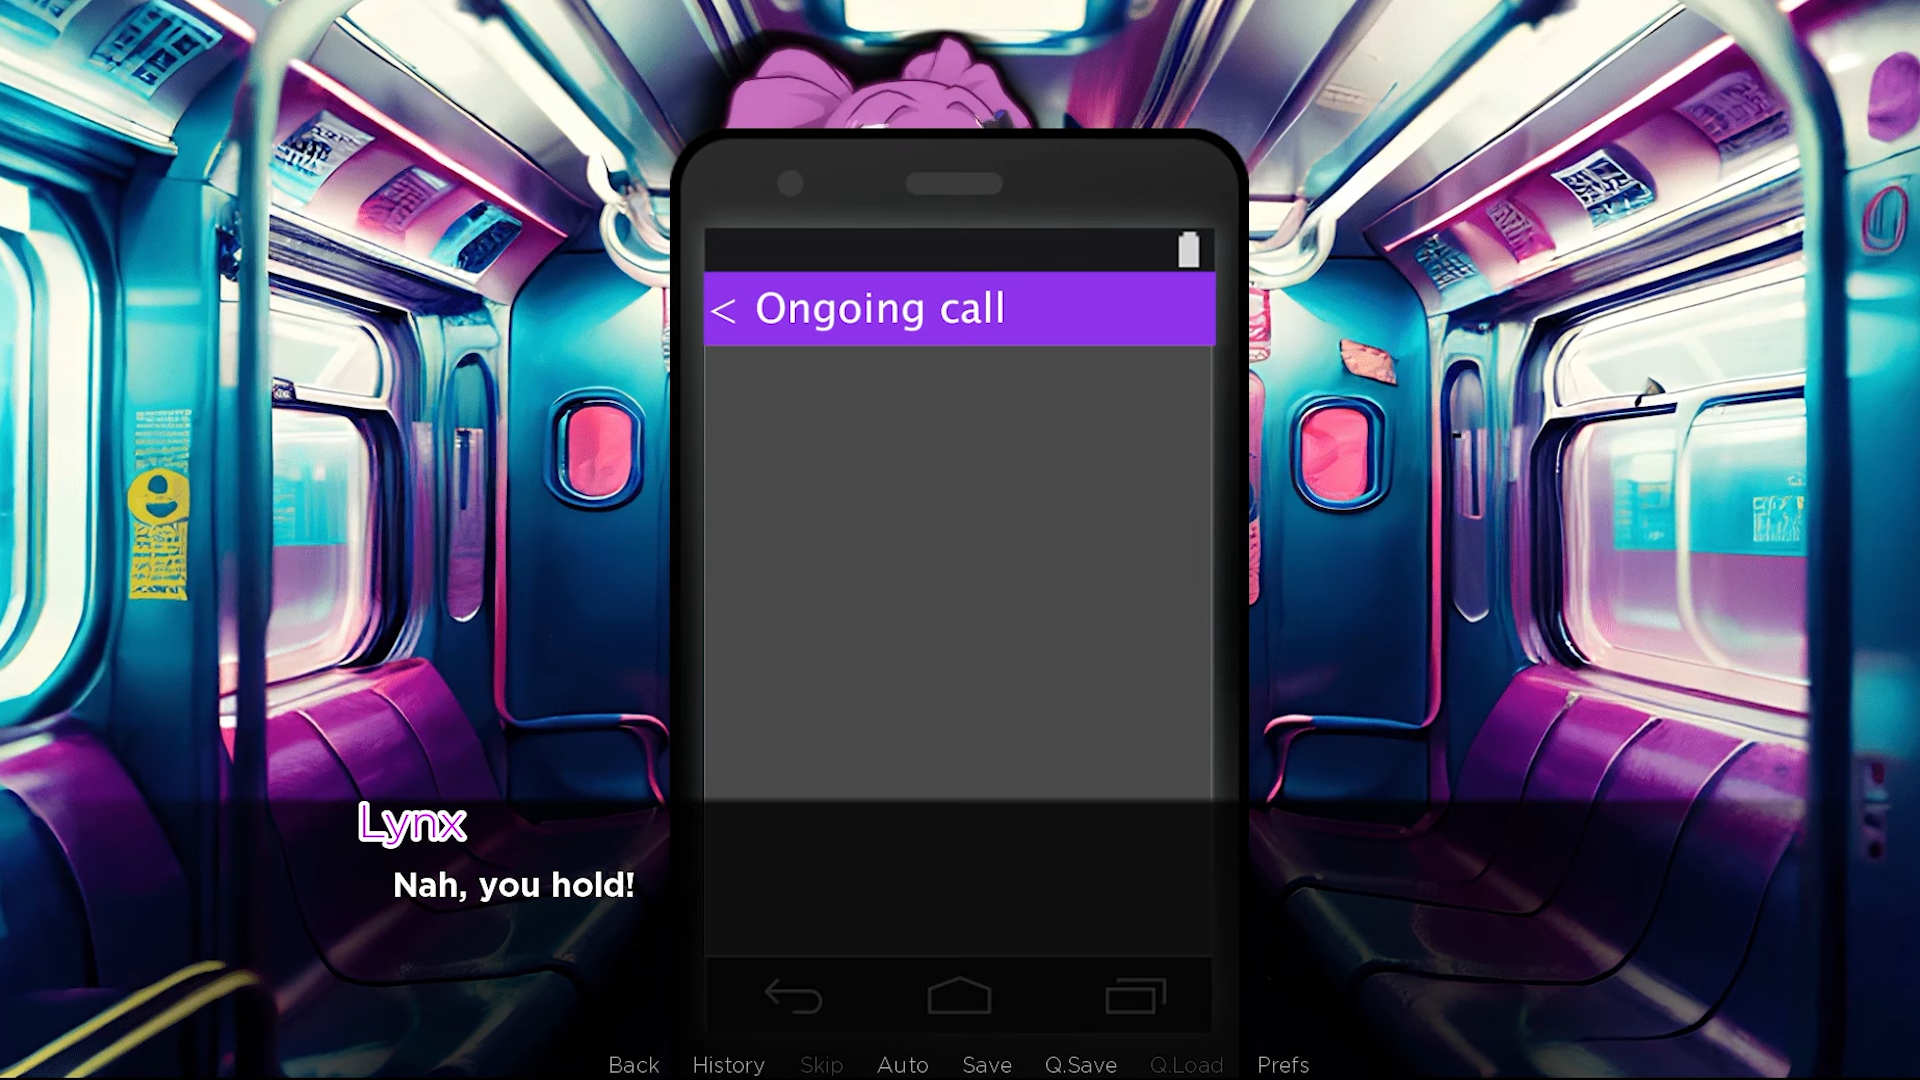 < Ongoing call
Lynx
Nah, you hold!
Back History Skip Auto Save Q.Save Q.Load Prefs